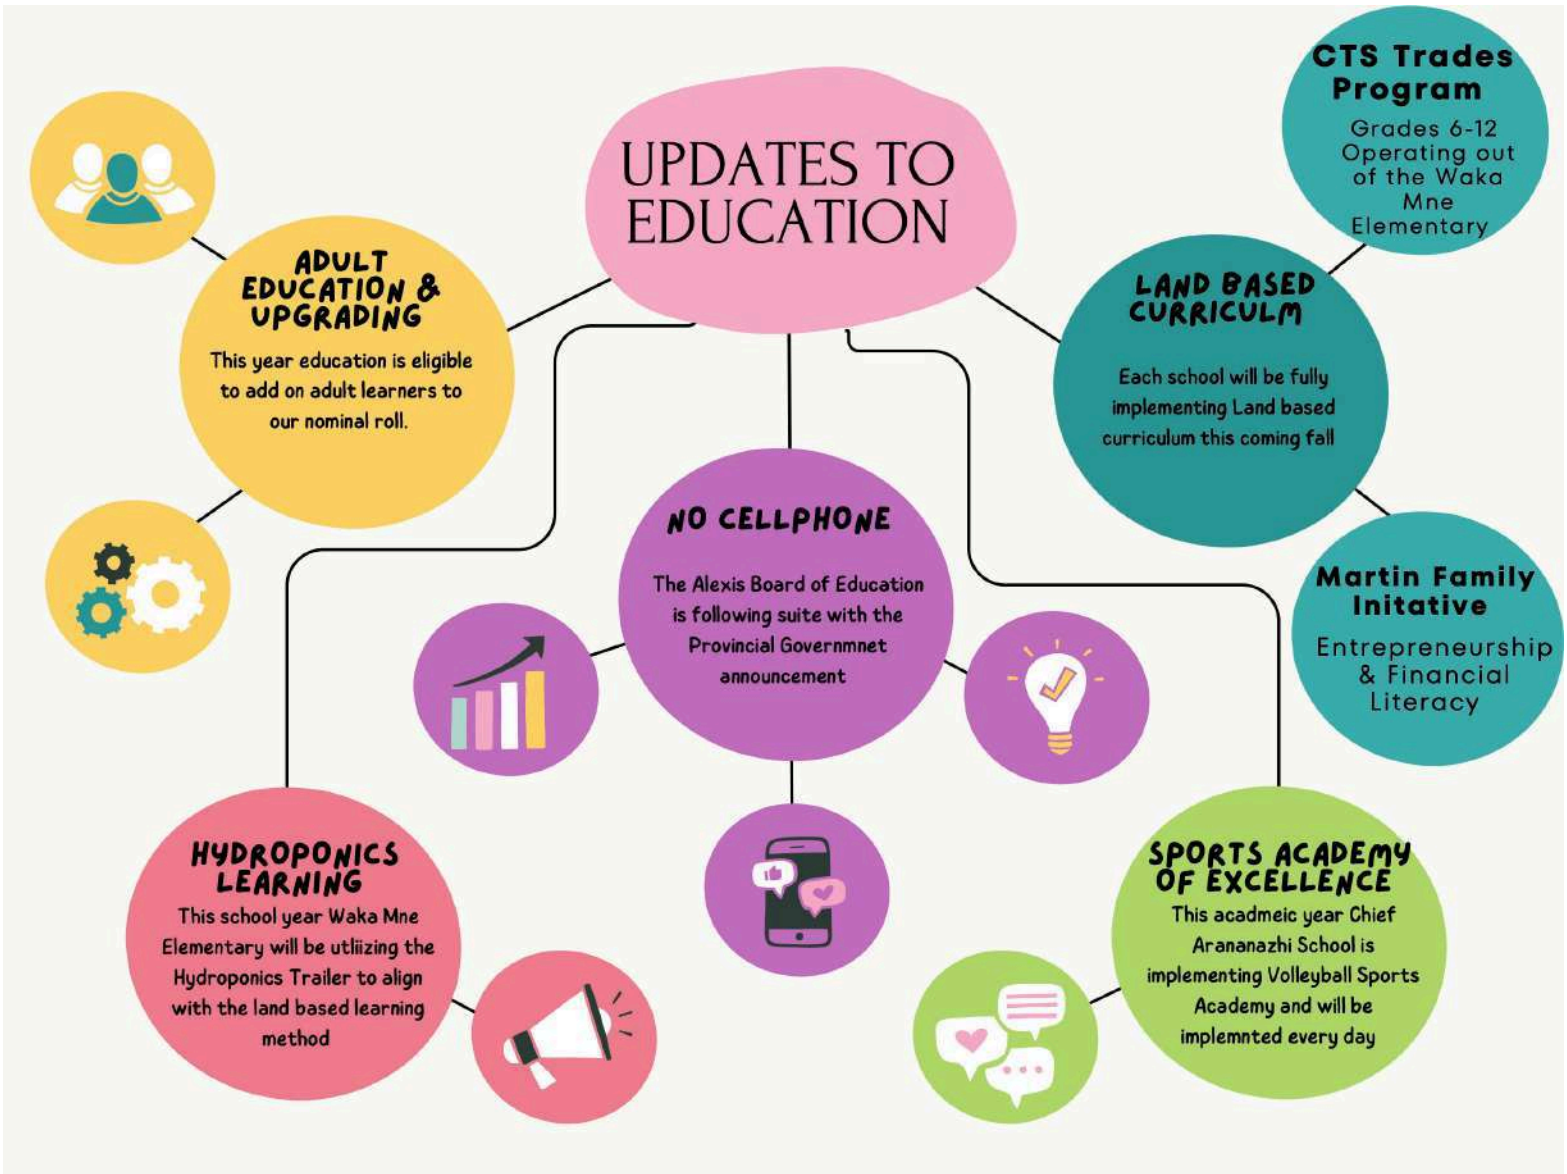 UPDATES TO
EDUCATION
CTS Trades
Program
Grades 6-12
Operating out
of the Waka
Mne
Elementary
ADULT
EDUCATION &
UPGRADING
This year education is eligible
to add on adult learners to
our nominal roll.
LAND BASED
CURRICULM
Each school will be fully
implementing Land based
curriculum this coming fall
NO CELLPHONE
The Alexis Board of Education
is following suite with the
Provincial Governmnet
announcement
Martin Family
Initative
Entrepreneurship
& Financial
Literacy
HYDROPONICS
LEARNING
This school year Waka Mne
Elementary will be utliizing the
Hydroponics Trailer to align
with the land based learning
method
SPORTS ACADEMY
OF EXCELLENCE
This acadmeic year Chief
Arananazhi School is
implementing Volleyball Sports
Academy and will be
implemnted every day